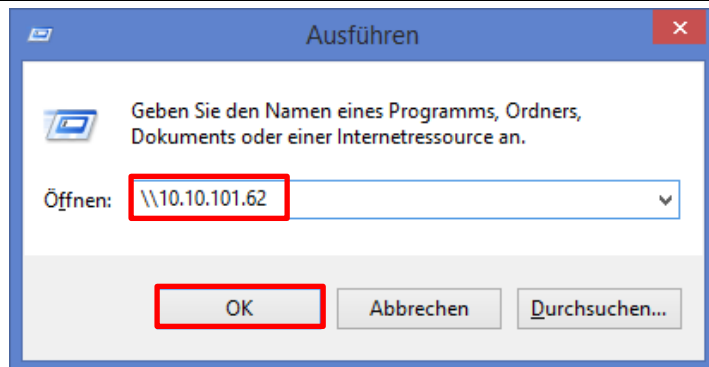 Ausführen
Geben Sie den Namen eines Programms, Ordners,
Dokuments oder einer Internetressource an.
Öffnen: \\10.10.101.62
OK Abbrechen Durchsuchen...